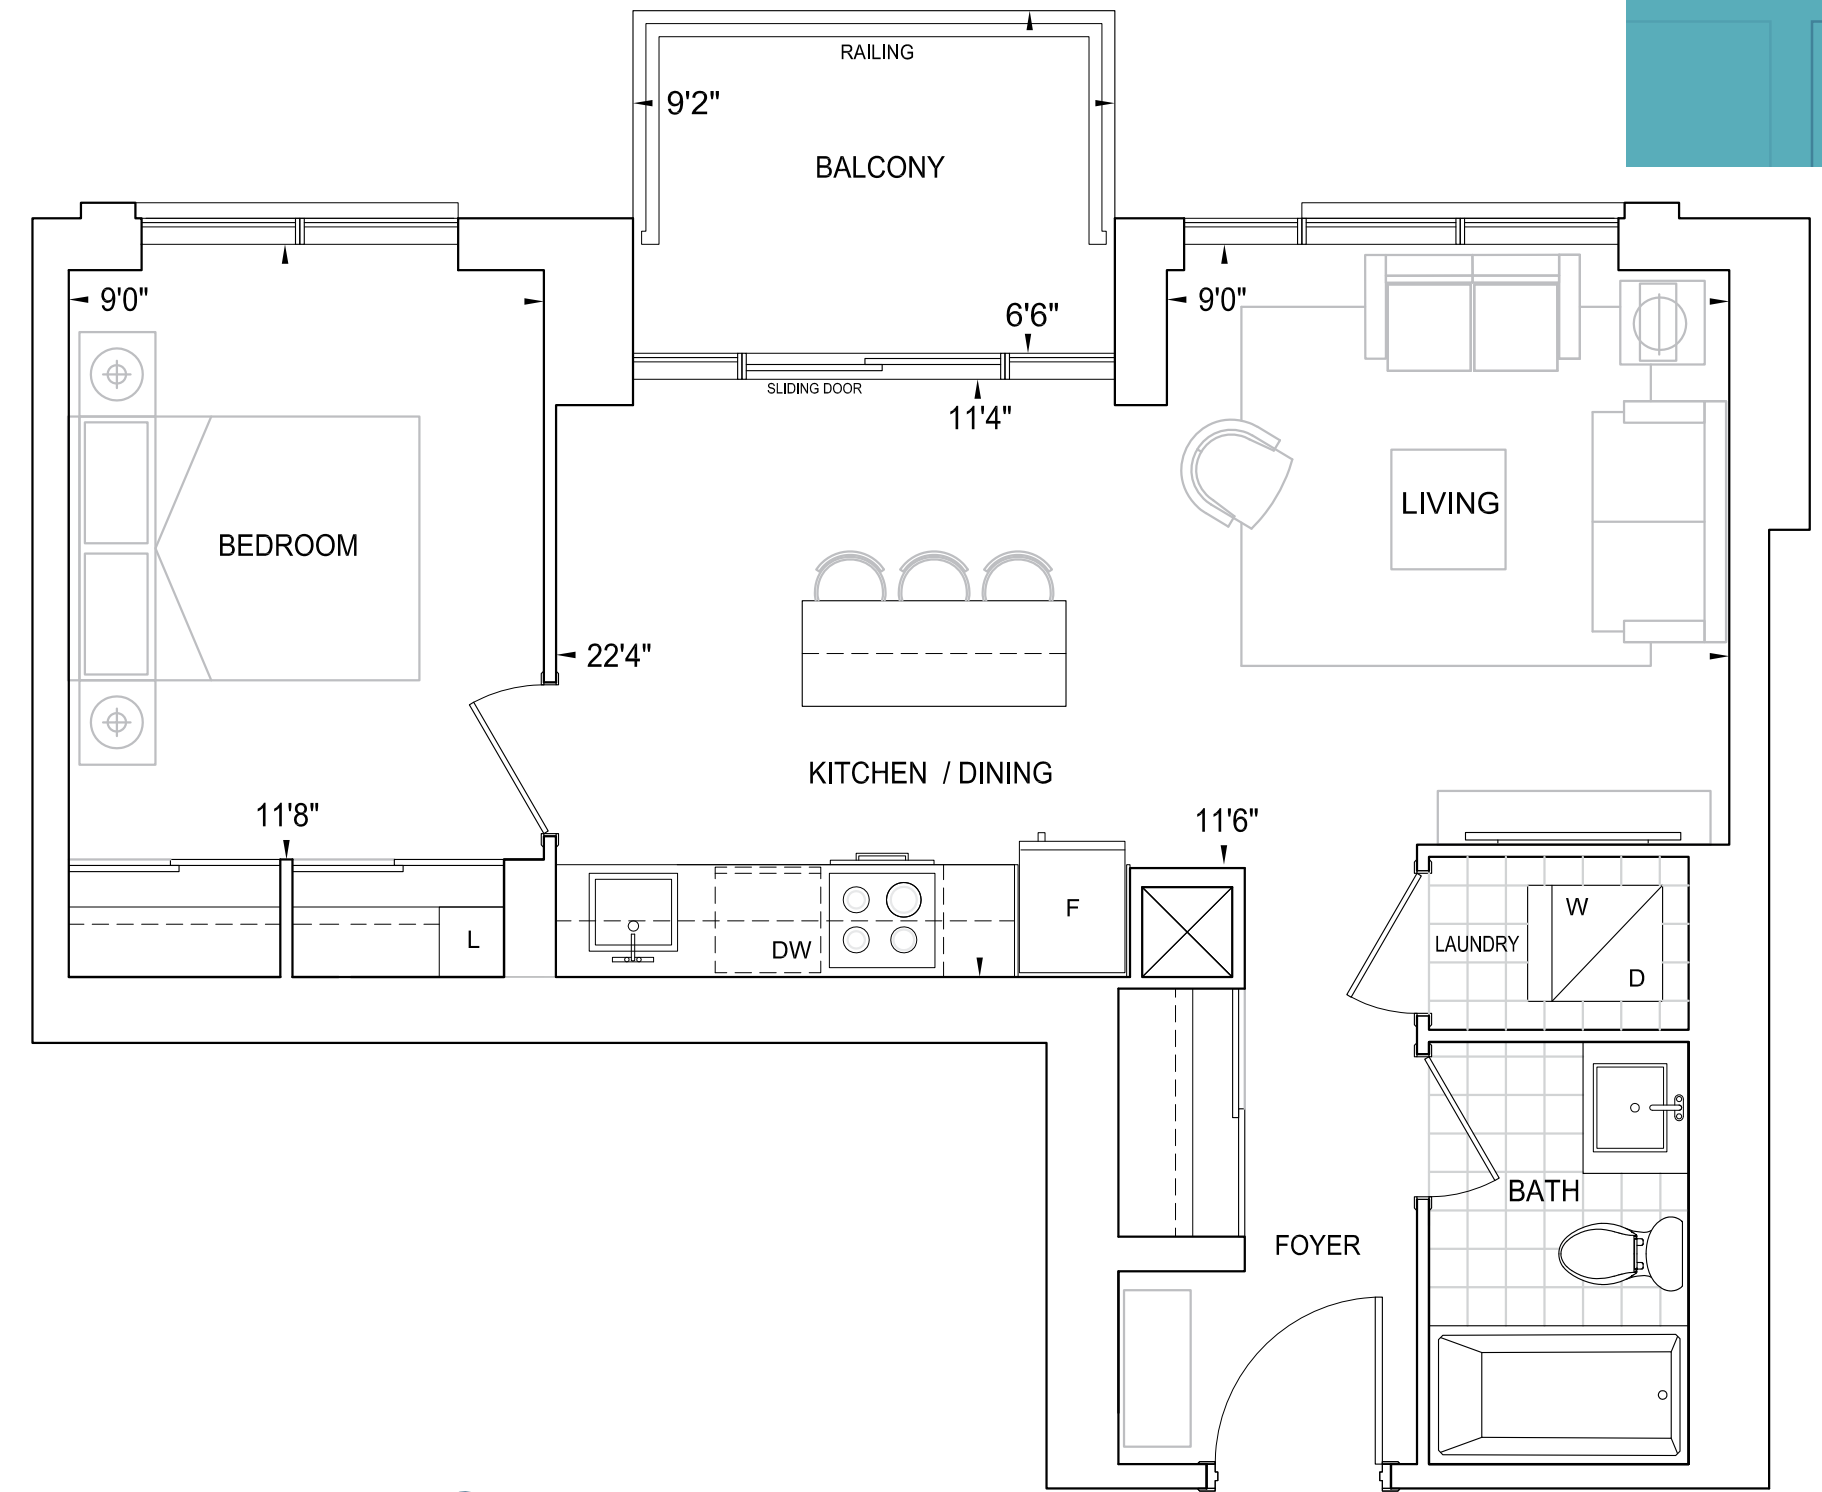 RAILING
9'2"
BALCONY
9'0"
9'0"
6'6"
SLIDING DOOR
11'4"
LIVING
BEDROOM
22'4"
KITCHEN / DINING
11'8"
11'6"
F
W
L
DW
LAUNDRY
D
BATH
FOYER